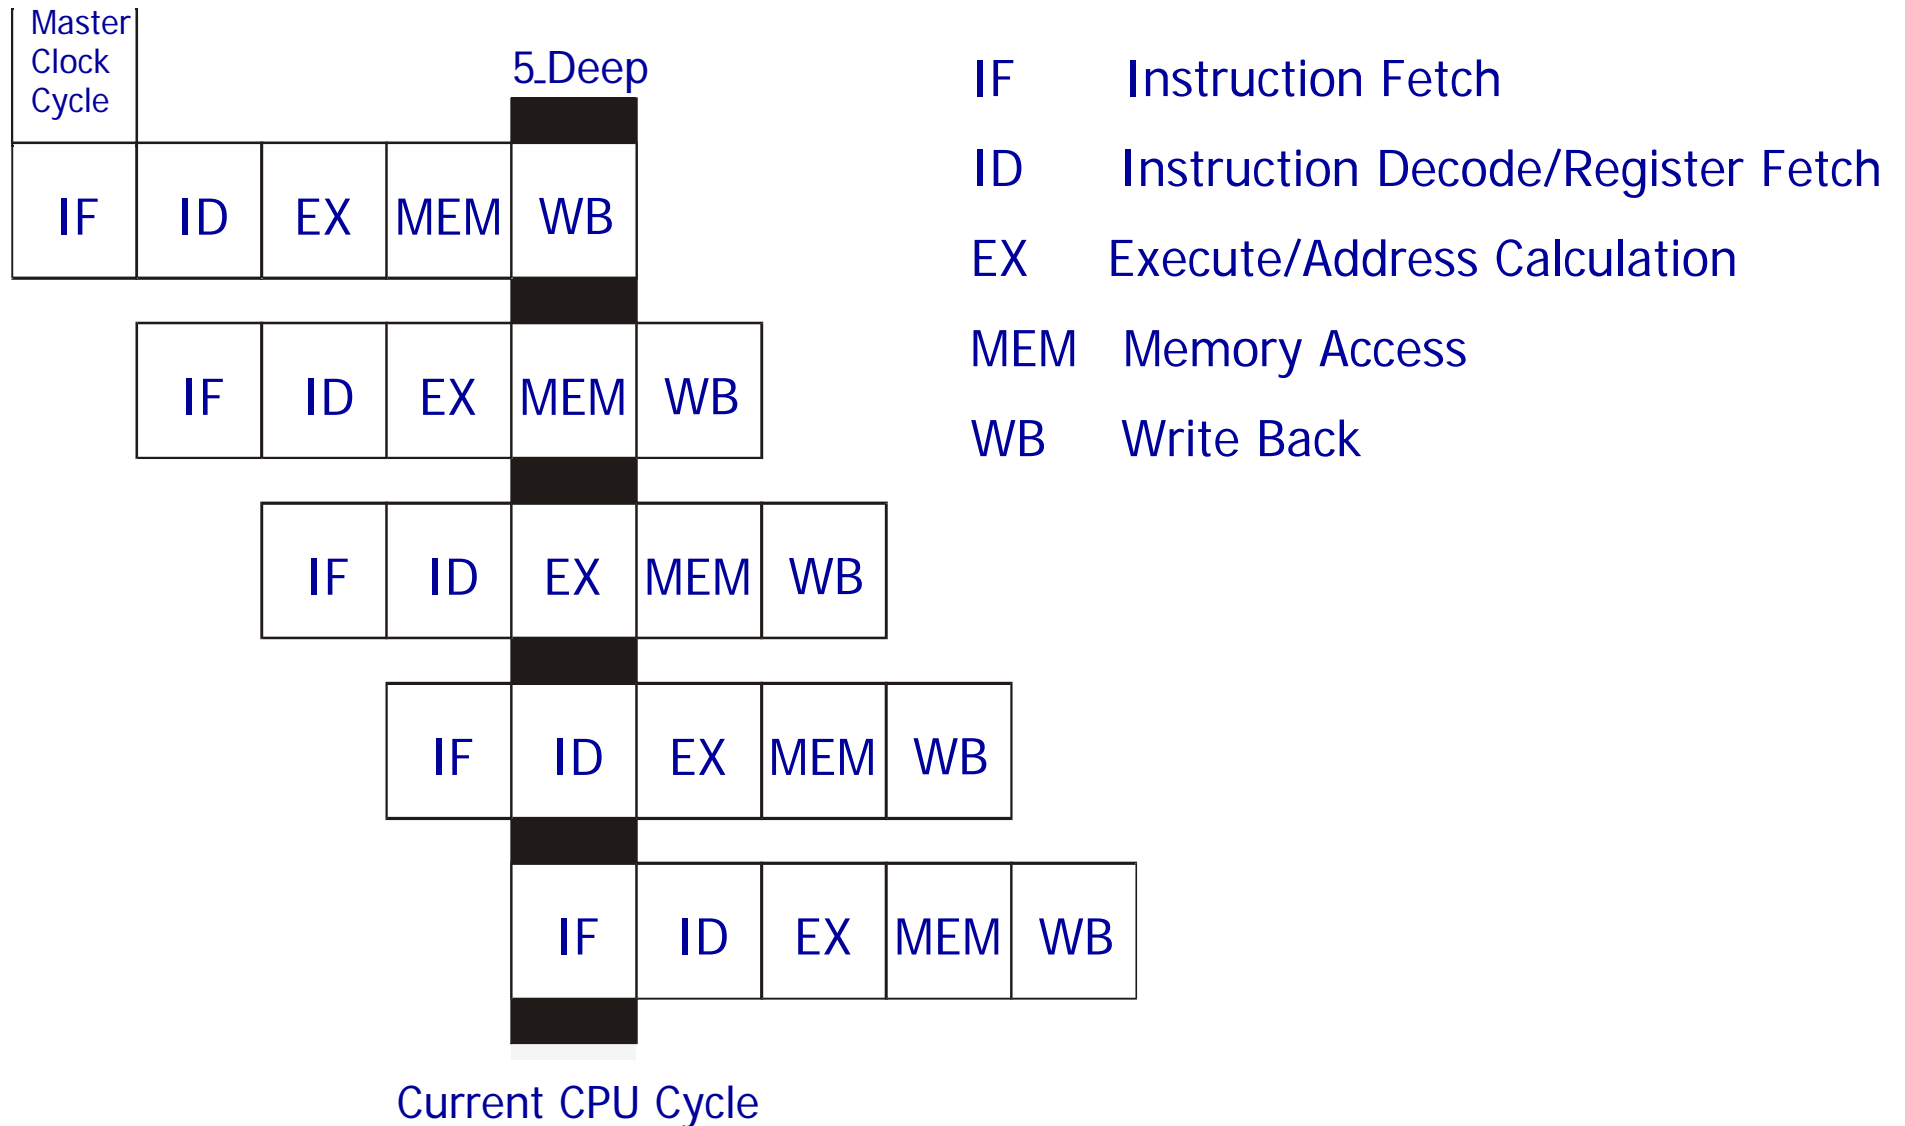 Master
Clock
Cycle
5_Deep
IF Instruction Fetch
ID Instruction Decode/Register Fetch
IF ID EX MEM WB
EX Execute/Address Calculation
MEM Memory Access
IF ID EX MEM WB
WB Write Back
IF ID EX MEM WB
IF ID EX MEM WB
IF ID EX MEM WB
Current CPU Cycle